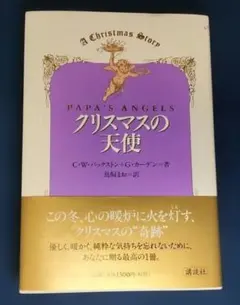 A Christmas Story
PAPA'S ANGELS
クリスマスの
天使
C・W・パックストン+G・カーデン=著
この冬、心の暖炉に火を灯す、
クリスマスの“奇跡”
優しく、暖かく、純粋な気持ちを忘れないために、
あなたに贈る最高の1冊。
講談社